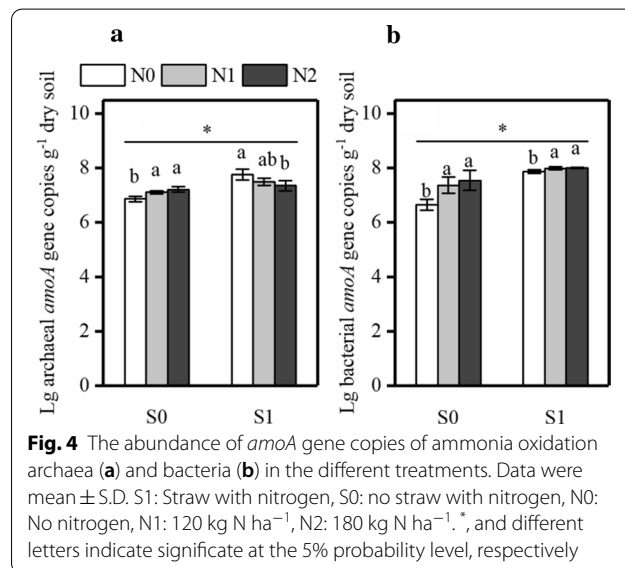 a
b
N0 N1 N2
Lg archaeal amoA gene copies g-1 dry soil
10
8
6
4
2
0
*
b a a
a ab b
S0 S1
Lg bacterial amoA gene copies g-1 dry soil
10
8
6
4
2
0
*
b a a
b a a
S0 S1
Fig. 4 The abundance of amoA gene copies of ammonia oxidation
archaea (a) and bacteria (b) in the different treatments. Data were
mean ± S.D. S1: Straw with nitrogen, S0: no straw with nitrogen, N0:
No nitrogen, N1: 120 kg N ha−1, N2: 180 kg N ha−1. *, and different
letters indicate significate at the 5% probability level, respectively